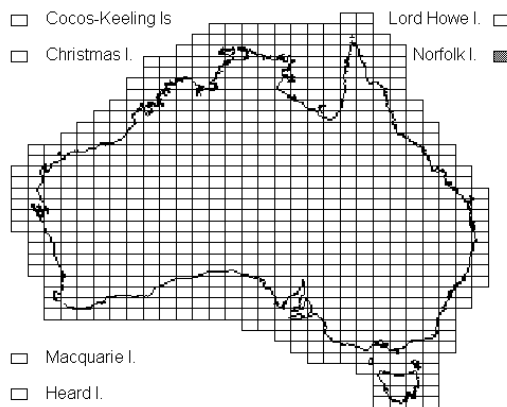 Cocos-Keeling Is
Lord Howe I.
Christmas I.
Norfolk I.
Macquarie I.
Heard I.